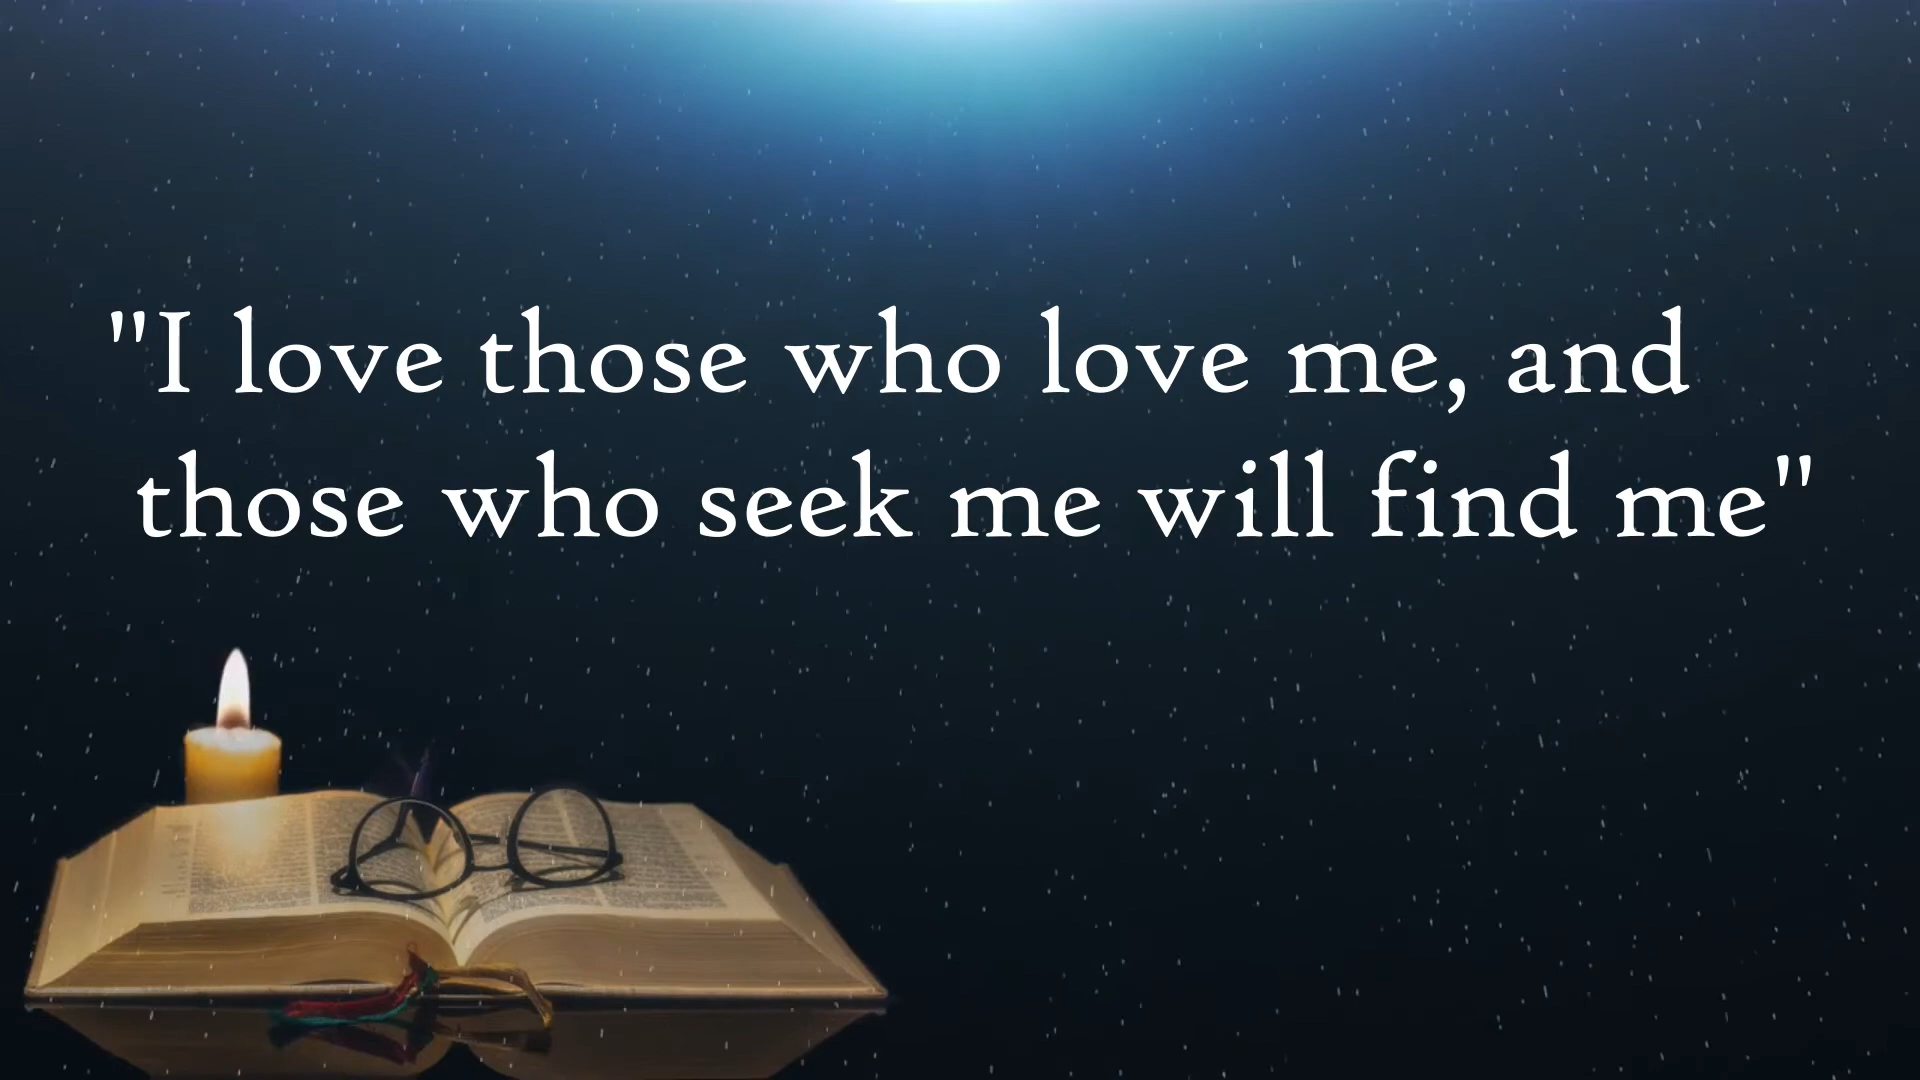 "I love those who love me, and
those who seek me will find me"